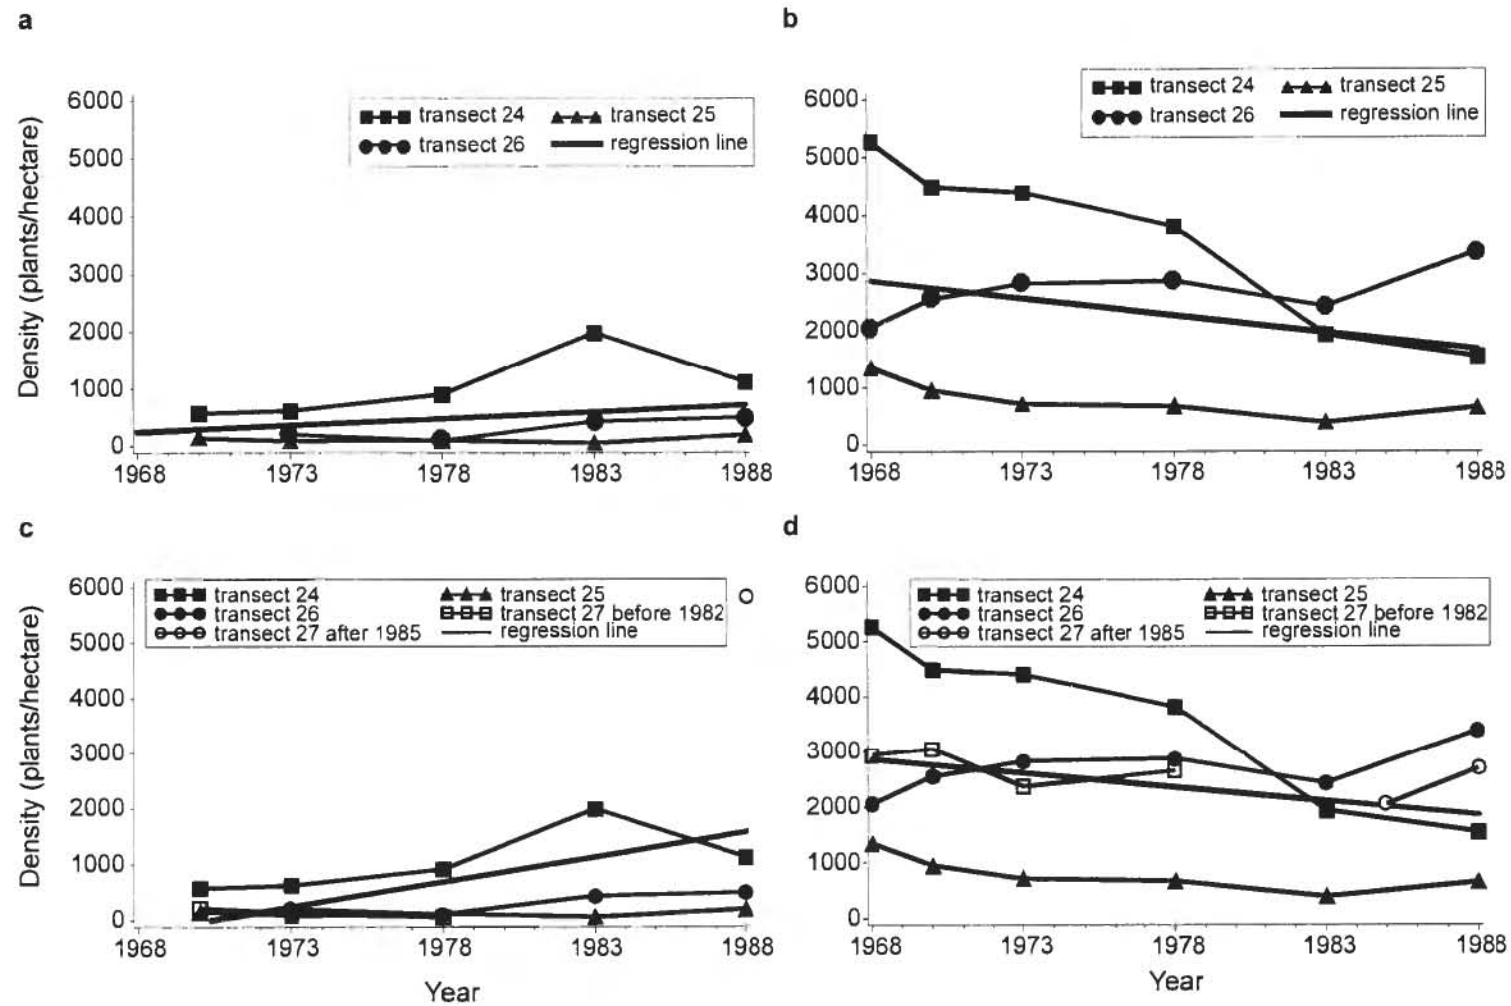 a
Density (plants/hectare)
6000
5000
4000
3000
2000
1000
0
transect 24 transect 25
transect 26 regression line
1968 1973 1978 1983 1988
b
6000
5000
4000
3000
2000
1000
0
transect 24 transect 25
transect 26 regression line
1968 1973 1978 1983 1988
c
Density (plants/hectare)
6000
5000
4000
3000
2000
1000
0
transect 24 transect 25
transect 26 transect 27 before 1982
transect 27 after 1985 regression line
1968 1973 1978 1983 1988
Year
d
6000
5000
4000
3000
2000
1000
0
transect 24 transect 25
transect 26 transect 27 before 1982
transect 27 after 1985 regression line
1968 1973 1978 1983 1988
Year